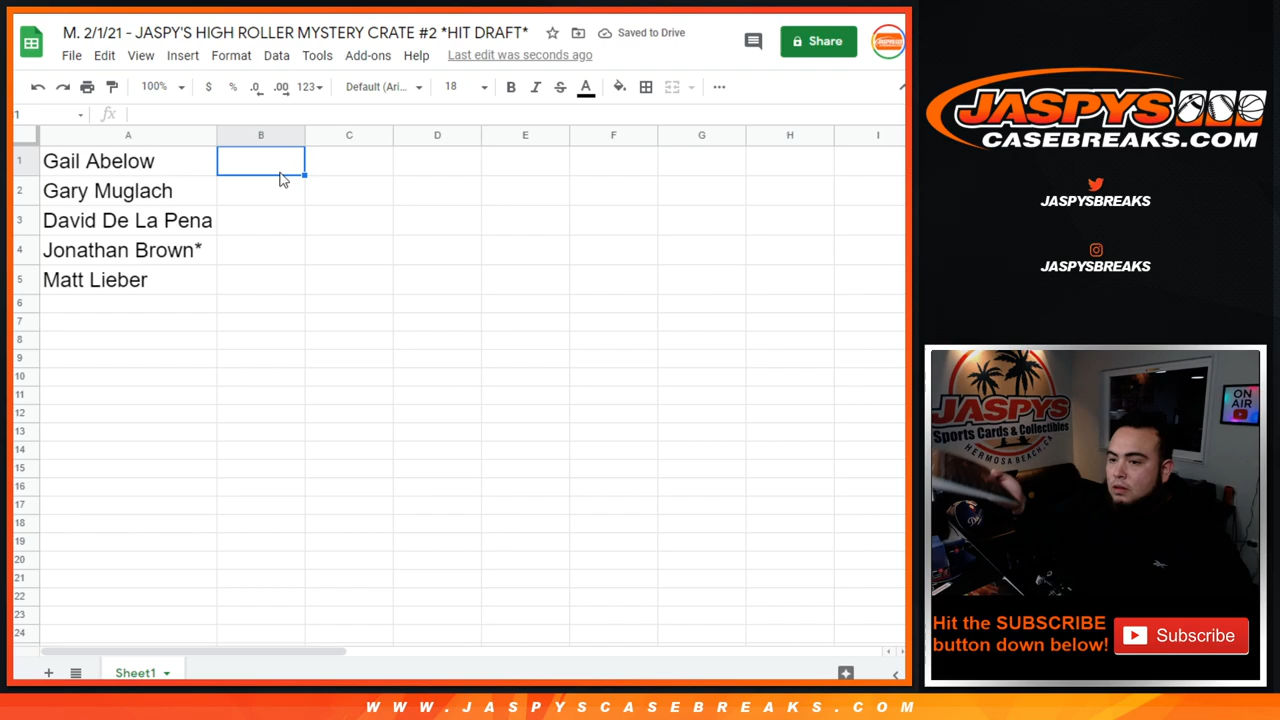 M. 2/1/21 - JASPY'S HIGH ROLLER MYSTERY CRATE #2 *HIT DRAFT*
Saved to Drive
Share
File Edit View Insert Format Data Tools Add-ons Help Last edit was seconds ago
100% $ % .0 .00 123 Default (Ari... 18 B I S A
1 fx
A B C D E F G H I
1 Gail Abelow
2 Gary Muglach
3 David De La Pena
4 Jonathan Brown*
5 Matt Lieber
6
7
8
9
10
11
12
13
14
15
16
17
18
19
20
21
22
23
24
Sheet1
JASPYS
CASEBREAKS.COM
JASPYSBREAKS
JASPYSBREAKS
JASPYS
Sports Cards & Collectibles
HERMOSA BEACH, CA
ON
AIR
Hit the SUBSCRIBE
button down below!
Subscribe
WWW.JASPYSCASEBREAKS.COM